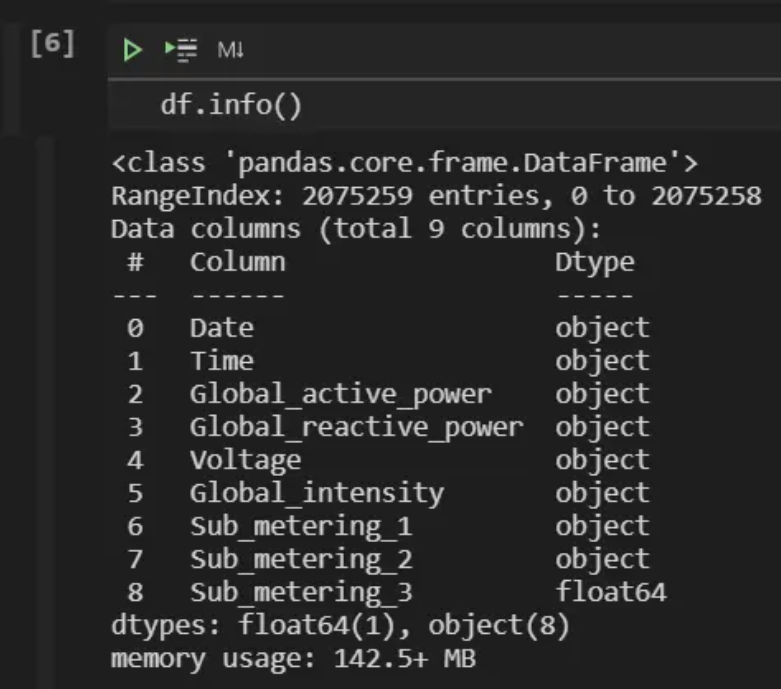 [6]
M↓
df.info()
<class 'pandas.core.frame.DataFrame'>
RangeIndex: 2075259 entries, 0 to 2075258
Data columns (total 9 columns):
 #   Column                 Dtype
---  ------                 -----
 0   Date                   object
 1   Time                   object
 2   Global_active_power    object
 3   Global_reactive_power  object
 4   Voltage                object
 5   Global_intensity       object
 6   Sub_metering_1         object
 7   Sub_metering_2         object
 8   Sub_metering_3         float64
dtypes: float64(1), object(8)
memory usage: 142.5+ MB